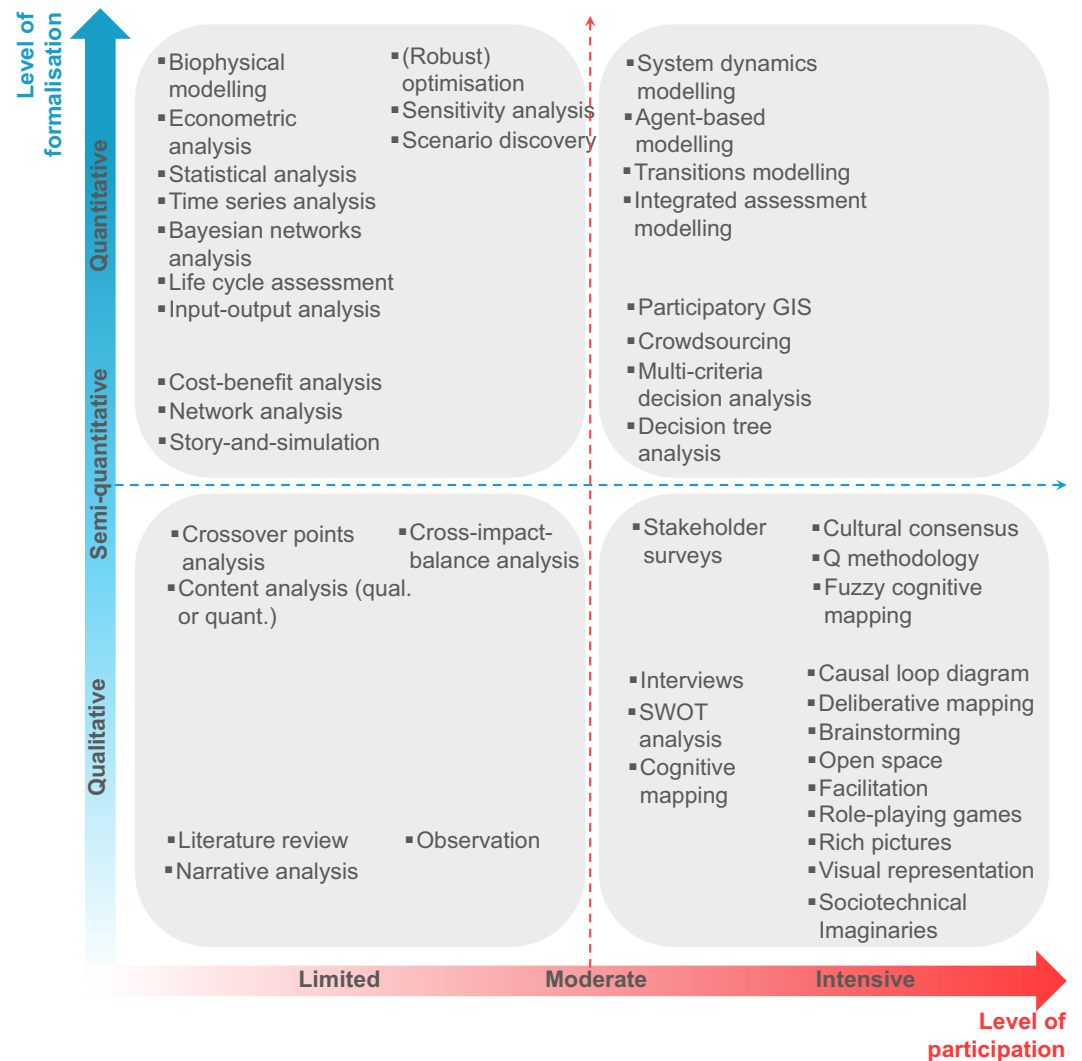 Level of
formalisation
Quantitative
Semi-quantitative
Qualitative
▪Biophysical
modelling
▪Econometric
analysis
▪Statistical analysis
▪Time series analysis
▪Bayesian networks
analysis
▪Life cycle assessment
▪Input-output analysis
▪Cost-benefit analysis
▪Network analysis
▪Story-and-simulation
▪(Robust)
optimisation
▪Sensitivity analysis
▪Scenario discovery
▪System dynamics
modelling
▪Agent-based
modelling
▪Transitions modelling
▪Integrated assessment
modelling
▪Participatory GIS
▪Crowdsourcing
▪Multi-criteria
decision analysis
▪Decision tree
analysis
▪Crossover points
analysis
▪Content analysis (qual.
or quant.)
▪Literature review
▪Narrative analysis
▪Cross-impact-
balance analysis
▪Observation
▪Stakeholder
surveys
▪Interviews
▪SWOT
analysis
▪Cognitive
mapping
▪Cultural consensus
▪Q methodology
▪Fuzzy cognitive
mapping
▪Causal loop diagram
▪Deliberative mapping
▪Brainstorming
▪Open space
▪Facilitation
▪Role-playing games
▪Rich pictures
▪Visual representation
▪Sociotechnical
Imaginaries
Limited
Moderate
Intensive
Level of
participation